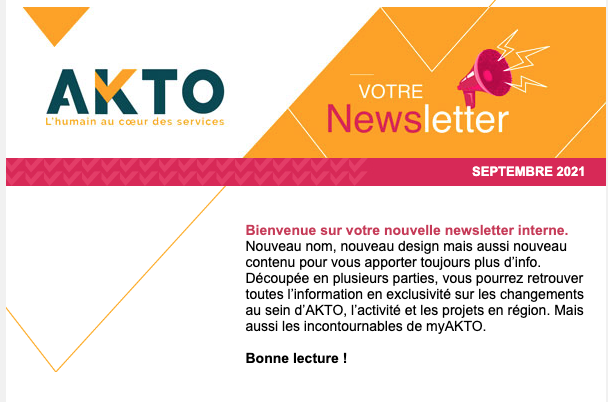 AKTO
L'humain au cœur des services
VOTRE
Newsletter
SEPTEMBRE 2021
Bienvenue sur votre nouvelle newsletter interne.
Nouveau nom, nouveau design mais aussi nouveau
contenu pour vous apporter toujours plus d’info.
Découpée en plusieurs parties, vous pourrez retrouver
toutes l’information en exclusivité sur les changements
au sein d’AKTO, l’activité et les projets en région. Mais
aussi les incontournables de myAKTO.
Bonne lecture !